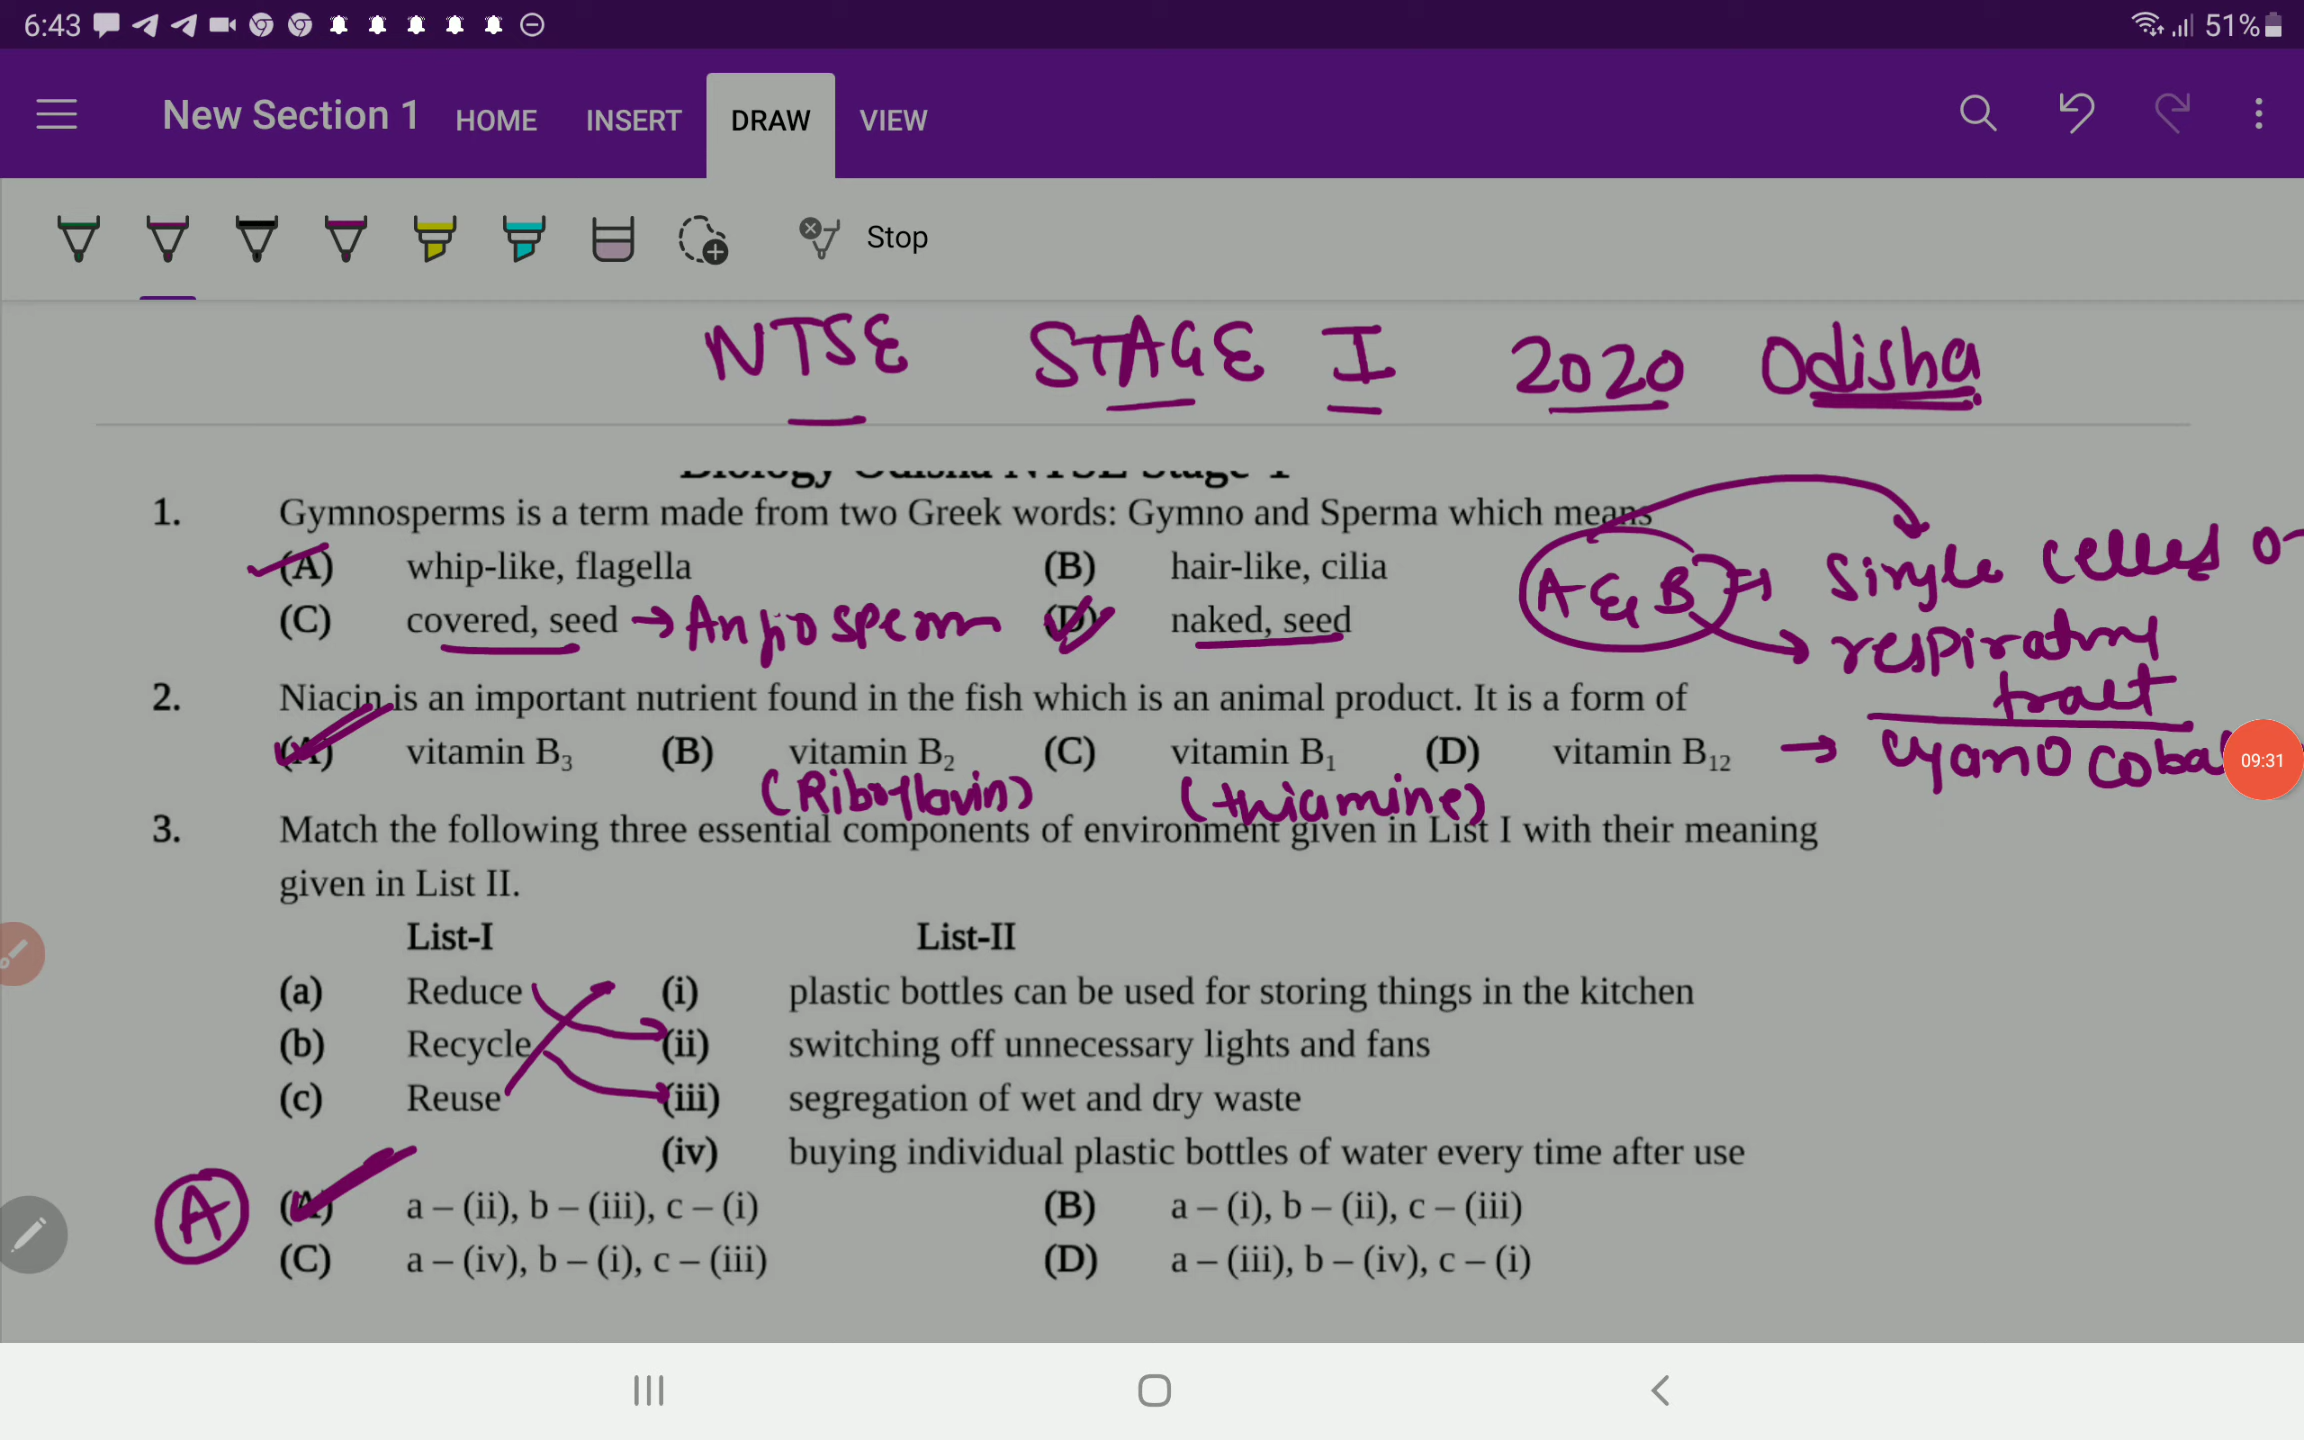 6:43 51%
New Section 1 HOME INSERT DRAW VIEW
Stop
NTSE STAGE I 2020 Odisha
Biology Odisha NTSE Stage 1
1. Gymnosperms is a term made from two Greek words: Gymno and Sperma which means
(A) whip-like, flagella (B) hair-like, cilia
A & B Single celled
(C) covered, seed → Angiosperm (D) naked, seed
respiratory
2. Niacin is an important nutrient found in the fish which is an animal product. It is a form of
(A) vitamin B3 (B) vitamin B2 (C) vitamin B1 (D) vitamin B12 → cyano coba
09:31
(Riboflavin) (thiamine)
3. Match the following three essential components of environment given in List I with their meaning
given in List II.
List-I List-II
(a) Reduce (i) plastic bottles can be used for storing things in the kitchen
(b) Recycle (ii) switching off unnecessary lights and fans
(c) Reuse (iii) segregation of wet and dry waste
(iv) buying individual plastic bottles of water every time after use
A (A) a – (ii), b – (iii), c – (i) (B) a – (i), b – (ii), c – (iii)
(C) a – (iv), b – (i), c – (iii) (D) a – (iii), b – (iv), c – (i)